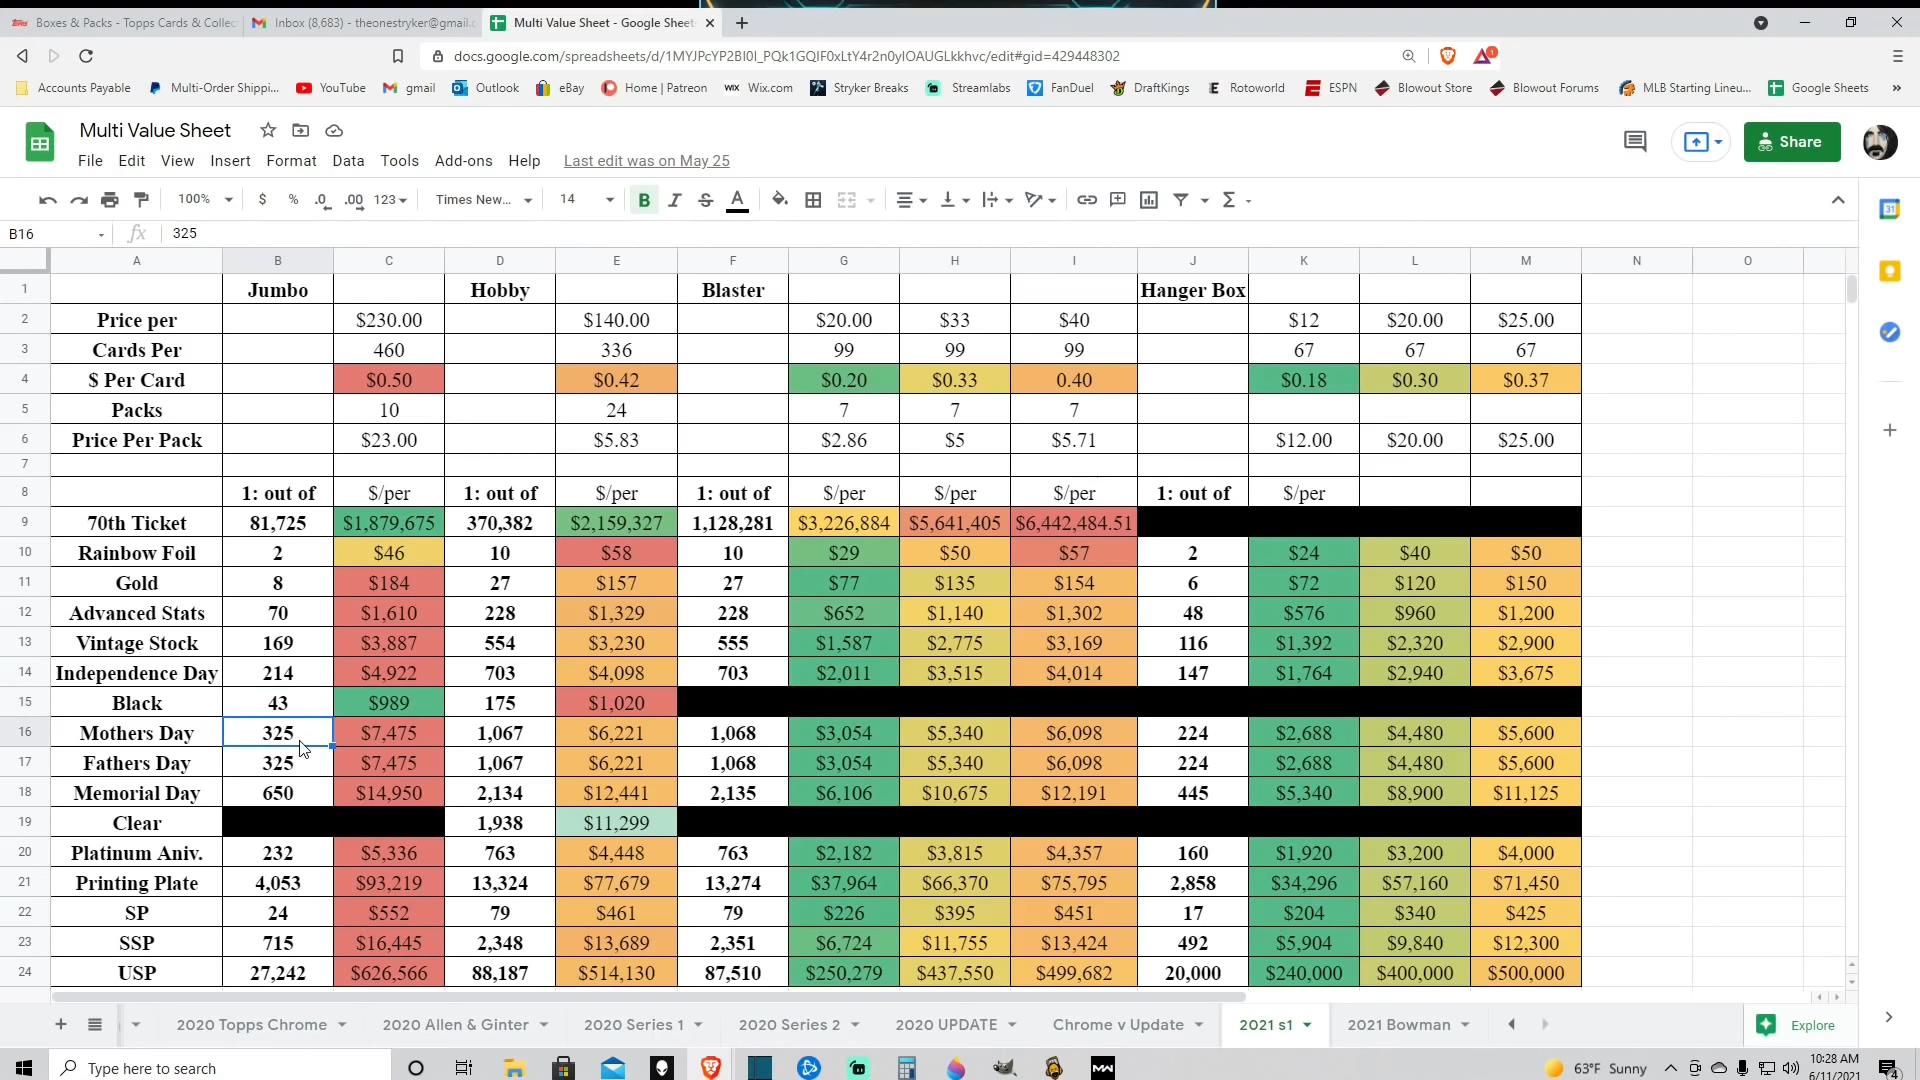 Boxes & Packs - Topps Cards & Collec
Inbox (8,683) - theonestryker@gmail.c
Multi Value Sheet - Google Sheet
docs.google.com/spreadsheets/d/1MYJPcYP2BI0I_PQk1GQIF0xLtY4r2n0yIOAUGLkkhvc/edit#gid=429448302
Accounts Payable Multi-Order Shippi... YouTube gmail Outlook eBay Home | Patreon WIX Wix.com Stryker Breaks Streamlabs FanDuel DraftKings Rotoworld ESPN Blowout Store Blowout Forums MLB Starting Lineu... Google Sheets »
Multi Value Sheet
Share
File Edit View Insert Format Data Tools Add-ons Help Last edit was on May 25
100% $ % .0 .00 123 Times New... 14 B I S A
B16 fx 325
A B C D E F G H I J K L M N O
1 Jumbo Hobby Blaster Hanger Box
2 Price per $230.00 $140.00 $20.00 $33 $40 $12 $20.00 $25.00
3 Cards Per 460 336 99 99 99 67 67 67
4 $ Per Card $0.50 $0.42 $0.20 $0.33 0.40 $0.18 $0.30 $0.37
5 Packs 10 24 7 7 7
6 Price Per Pack $23.00 $5.83 $2.86 $5 $5.71 $12.00 $20.00 $25.00
7
8 1: out of $/per 1: out of $/per 1: out of $/per $/per $/per 1: out of $/per
9 70th Ticket 81,725 $1,879,675 370,382 $2,159,327 1,128,281 $3,226,884 $5,641,405 $6,442,484.51
10 Rainbow Foil 2 $46 10 $58 10 $29 $50 $57 2 $24 $40 $50
11 Gold 8 $184 27 $157 27 $77 $135 $154 6 $72 $120 $150
12 Advanced Stats 70 $1,610 228 $1,329 228 $652 $1,140 $1,302 48 $576 $960 $1,200
13 Vintage Stock 169 $3,887 554 $3,230 555 $1,587 $2,775 $3,169 116 $1,392 $2,320 $2,900
14 Independence Day 214 $4,922 703 $4,098 703 $2,011 $3,515 $4,014 147 $1,764 $2,940 $3,675
15 Black 43 $989 175 $1,020
16 Mothers Day 325 $7,475 1,067 $6,221 1,068 $3,054 $5,340 $6,098 224 $2,688 $4,480 $5,600
17 Fathers Day 325 $7,475 1,067 $6,221 1,068 $3,054 $5,340 $6,098 224 $2,688 $4,480 $5,600
18 Memorial Day 650 $14,950 2,134 $12,441 2,135 $6,106 $10,675 $12,191 445 $5,340 $8,900 $11,125
19 Clear 1,938 $11,299
20 Platinum Aniv. 232 $5,336 763 $4,448 763 $2,182 $3,815 $4,357 160 $1,920 $3,200 $4,000
21 Printing Plate 4,053 $93,219 13,324 $77,679 13,274 $37,964 $66,370 $75,795 2,858 $34,296 $57,160 $71,450
22 SP 24 $552 79 $461 79 $226 $395 $451 17 $204 $340 $425
23 SSP 715 $16,445 2,348 $13,689 2,351 $6,724 $11,755 $13,424 492 $5,904 $9,840 $12,300
24 USP 27,242 $626,566 88,187 $514,130 87,510 $250,279 $437,550 $499,682 20,000 $240,000 $400,000 $500,000
2020 Topps Chrome 2020 Allen & Ginter 2020 Series 1 2020 Series 2 2020 UPDATE Chrome v Update 2021 s1 2021 Bowman Explore
Type here to search
63°F Sunny
10:28 AM
6/11/2021
4